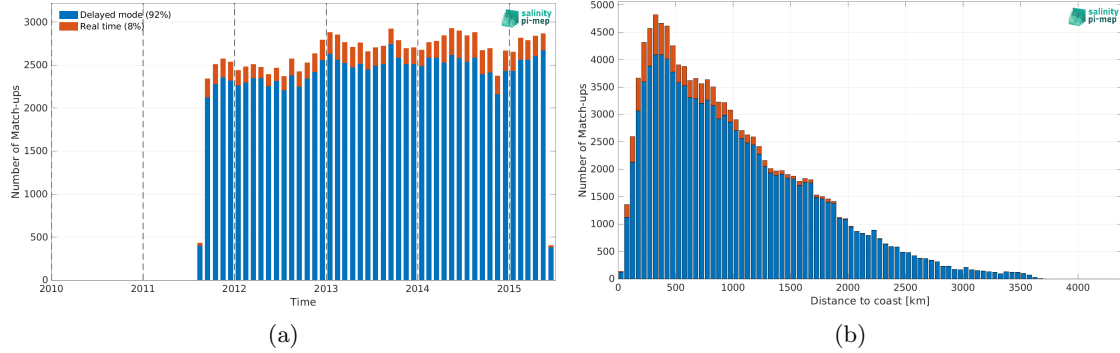 Delayed mode (92%)
Real time (8%)
salinity
pi-mep
Number of Match-ups
3000
2500
2000
1500
1000
500
0
2010
2011
2012
2013
2014
2015
Time
(a)
salinity
pi-mep
Number of Match-ups
5000
4500
4000
3500
3000
2500
2000
1500
1000
500
0
0
500
1000
1500
2000
2500
3000
3500
4000
Distance to coast [km]
(b)